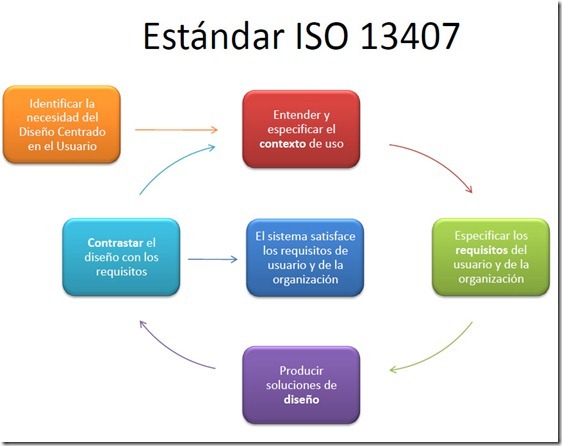 Estándar ISO 13407
Identificar la
necesidad del
Diseño Centrado
en el Usuario
Entender y
especificar el
contexto de uso
Contrastar el
diseño con los
requisitos
El sistema satisface
los requisitos de
usuario y de la
organización
Especificar los
requisitos del
usuario y de la
organización
Producir
soluciones de
diseño